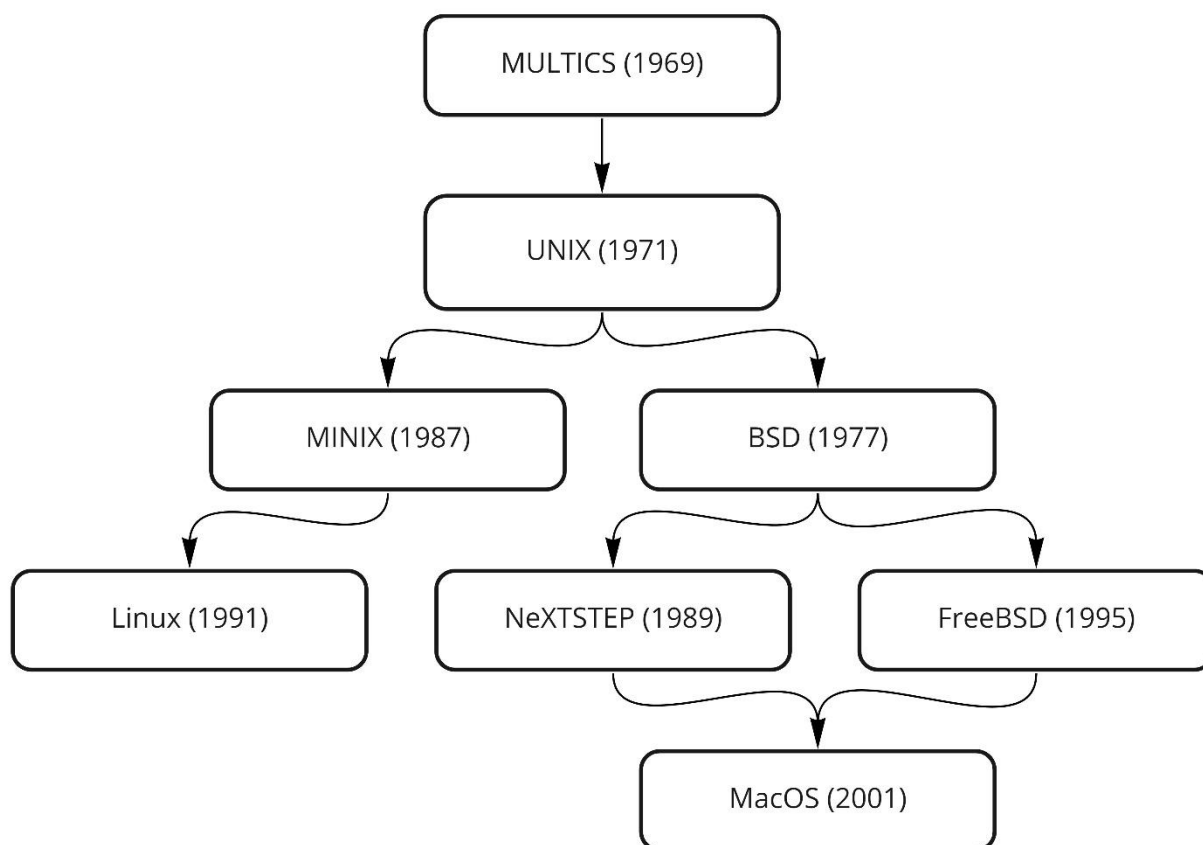 MULTICS (1969)
UNIX (1971)
MINIX (1987)
BSD (1977)
Linux (1991)
NeXTSTEP (1989)
FreeBSD (1995)
MacOS (2001)